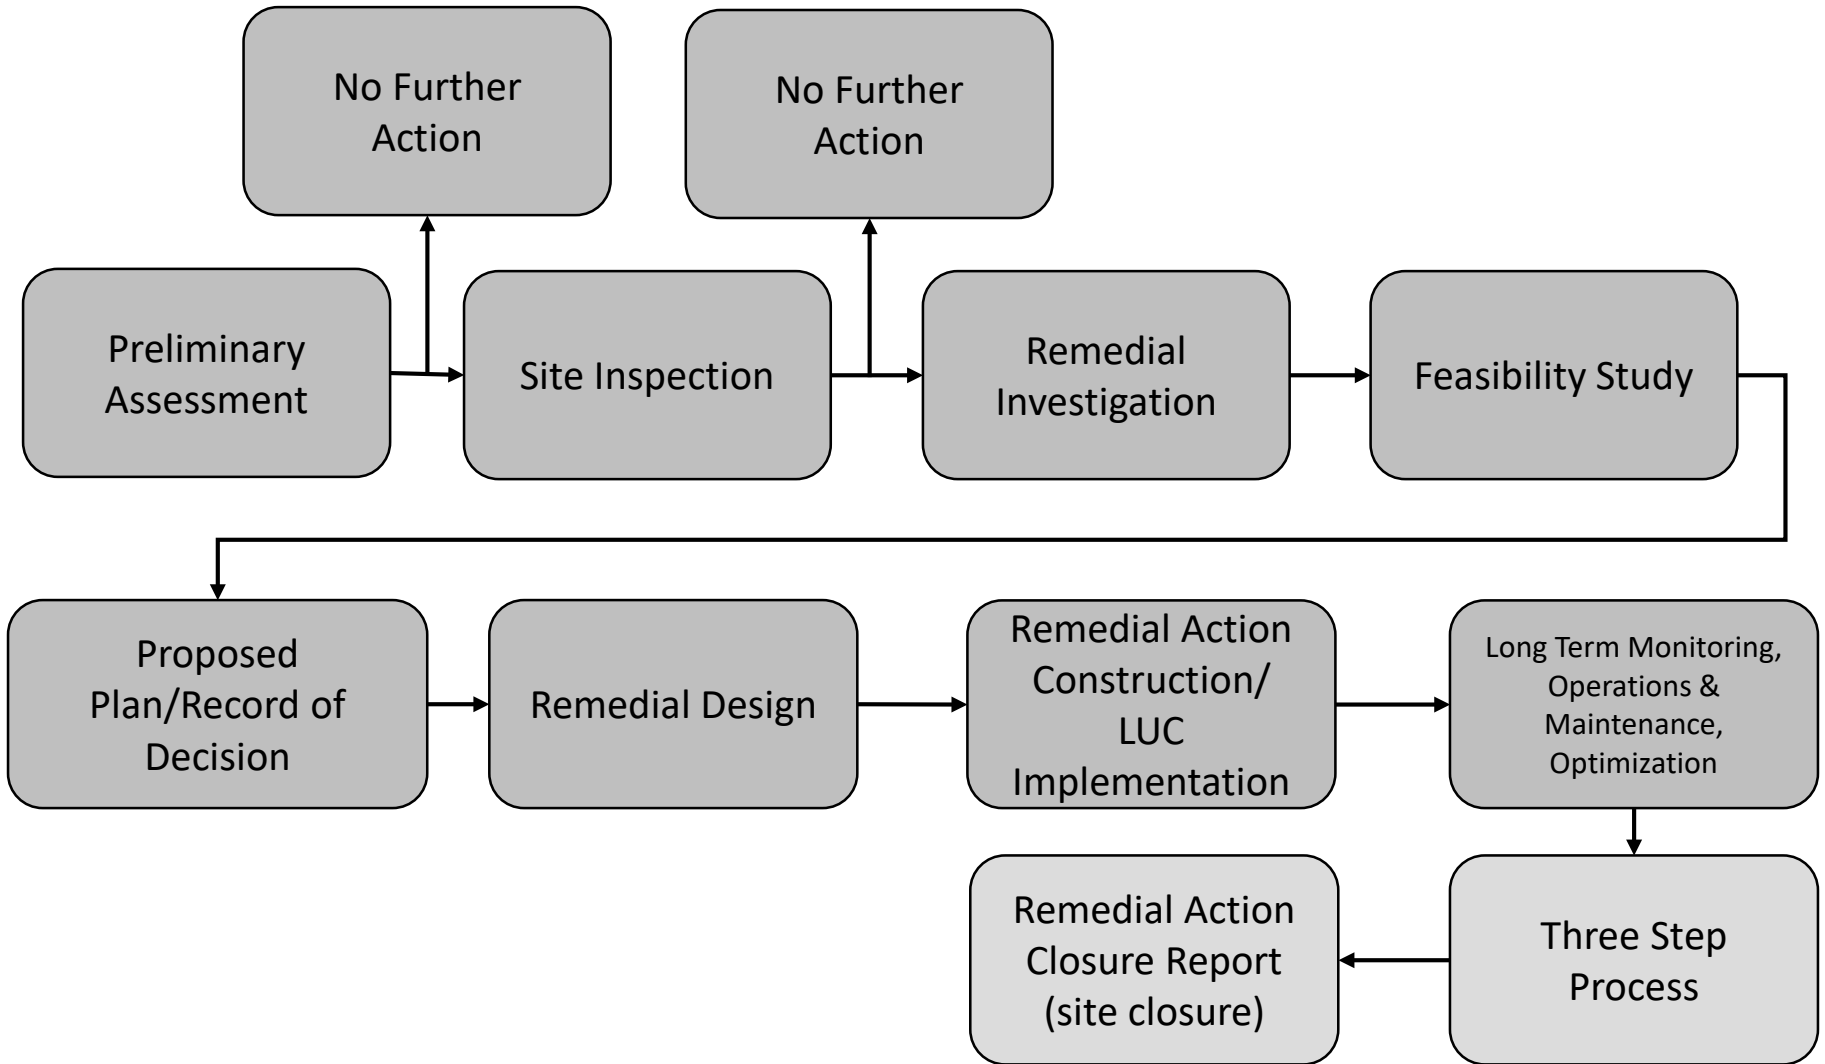 No Further
Action
No Further
Action
Preliminary
Assessment
Site Inspection
Remedial
Investigation
Feasibility Study
Proposed
Plan/Record of
Decision
Remedial Design
Remedial Action
Construction/
LUC
Implementation
Long Term Monitoring,
Operations &
Maintenance,
Optimization
Remedial Action
Closure Report
(site closure)
Three Step
Process